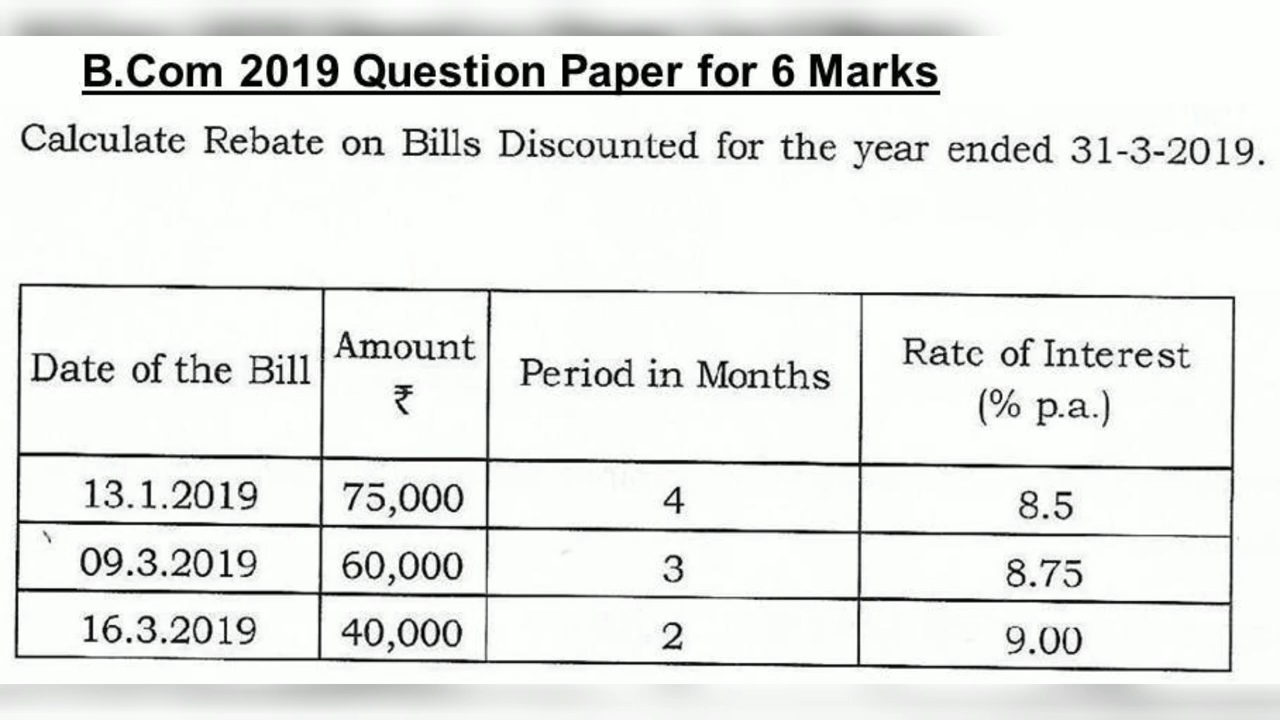 B.Com 2019 Question Paper for 6 Marks
Calculate Rebate on Bills Discounted for the year ended 31-3-2019.
Date of the Bill Amount ₹ Period in Months Rate of Interest (% p.a.)
13.1.2019 75,000 4 8.5
09.3.2019 60,000 3 8.75
16.3.2019 40,000 2 9.00